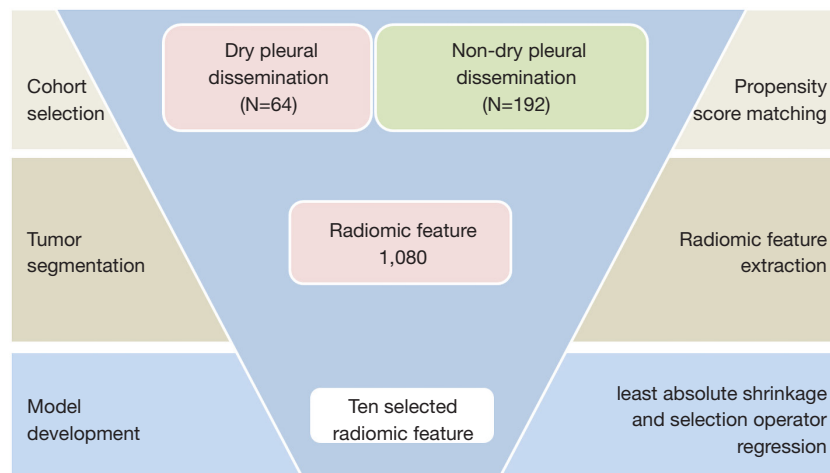 Cohort
selection
Dry pleural
dissemination
(N=64)
Non-dry pleural
dissemination
(N=192)
Propensity
score matching
Tumor
segmentation
Radiomic feature
1,080
Radiomic feature
extraction
Model
development
Ten selected
radiomic feature
least absolute shrinkage
and selection operator
regression